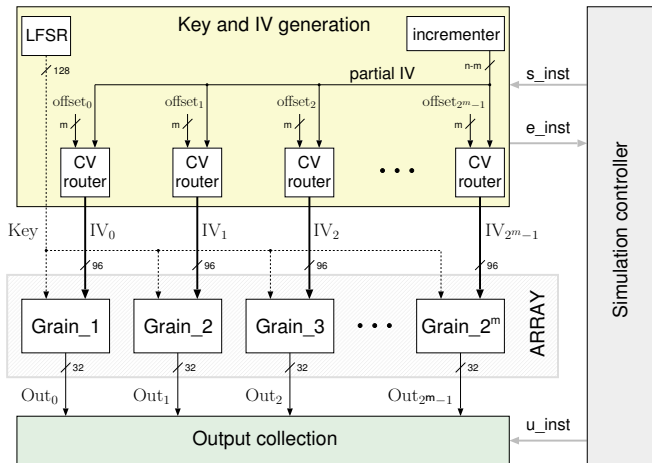 LFSR
Key and IV generation
incrementer
128
n-m
partial IV
s_inst
offset₀
offset₁
offset₂
offset₂ᵐ₋₁
m
m
m
m
e_inst
CV router
CV router
CV router
• • •
CV router
Key
IV₀
IV₁
IV₂
IV₂ᵐ₋₁
96
96
96
96
Simulation controller
Grain_1
Grain_2
Grain_3
• • •
Grain_2ᵐ
ARRAY
32
32
32
32
Out₀
Out₁
Out₂
Out₂ᵐ₋₁
Output collection
u_inst